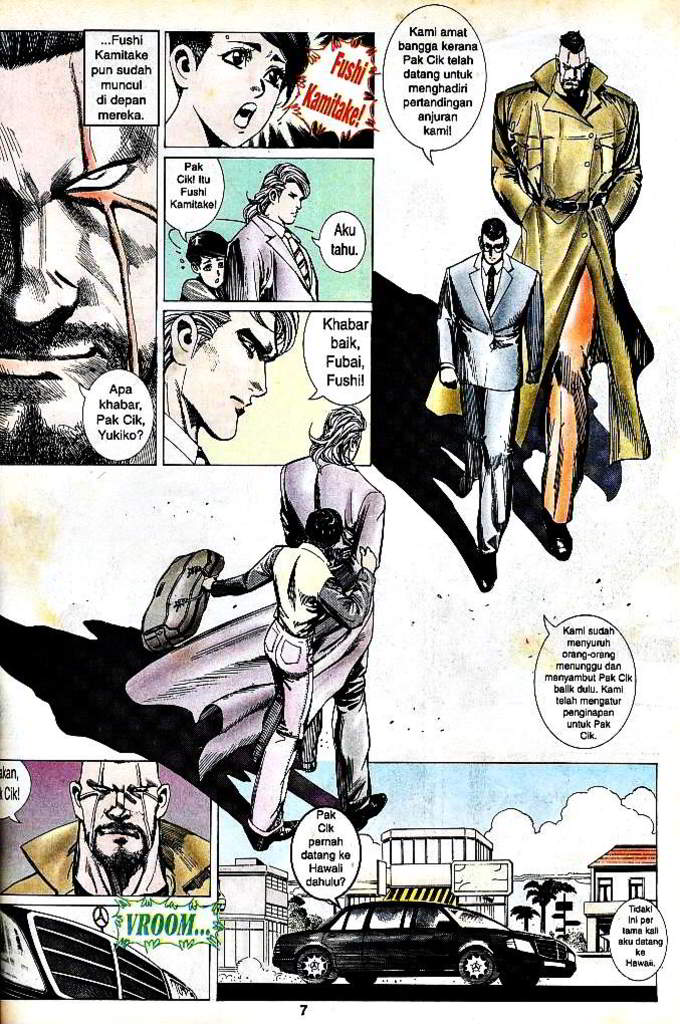 ...Fushi
Kamitake
pun sudah
muncul
di depan
mereka.
Fushi
Kamitake!
Kami amat
bangga kerana
Pak Cik telah
datang untuk
menghadiri
pertandingan
anjuran
kami!
Pak
Cik! Itu
Fushi
Kamitake!
Aku
tahu.
Apa
khabar,
Pak Cik,
Yukiko?
Khabar
baik,
Fubai,
Fushi!
Kami sudah
menyuruh
orang-orang
menunggu dan
menyambut Pak Cik
balik dulu. Kami
telah mengatur
penginapan
untuk Pak
Cik.
Cik!
VROOM...
Pak
Cik
pernah
datang ke
Hawaii
dahulu?
Tidak!
Ini per
tama kali
aku datang
ke
Hawaii.
7